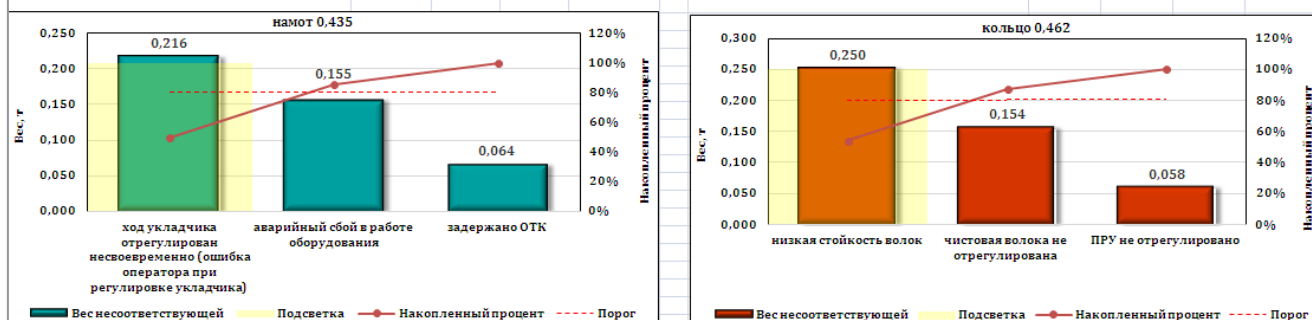 намот 0,435
0,250
0,200
0,150
0,100
0,050
0,000
Вес, т
0,216
0,155
0,064
120%
100%
80%
60%
40%
20%
0%
Накопленный процент
ход укладчика
отрегулирован
несвоевременно (ошибка
оператора при
регулировке укладчика)
аварийный сбой в работе
оборудования
задержано ОТК
Вес несоответствующей
Подсветка
Накопленный процент
Порог
кольцо 0,462
0,300
0,250
0,200
0,150
0,100
0,050
0,000
Вес, т
0,250
0,154
0,058
120%
100%
80%
60%
40%
20%
0%
Накопленный процент
низкая стойкость волок
чистовая волока не
отрегулирована
ПРУ не отрегулировано
Вес несоответствующей
Подсветка
Накопленный процент
Порог